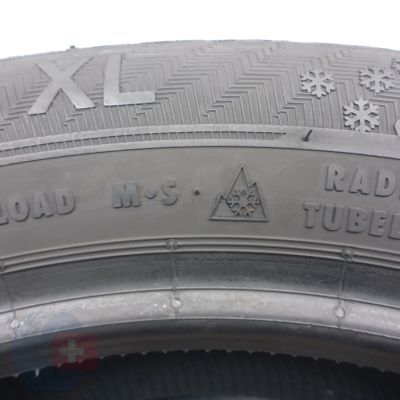 XL
LOAD M·S·
RADI
TUBEL